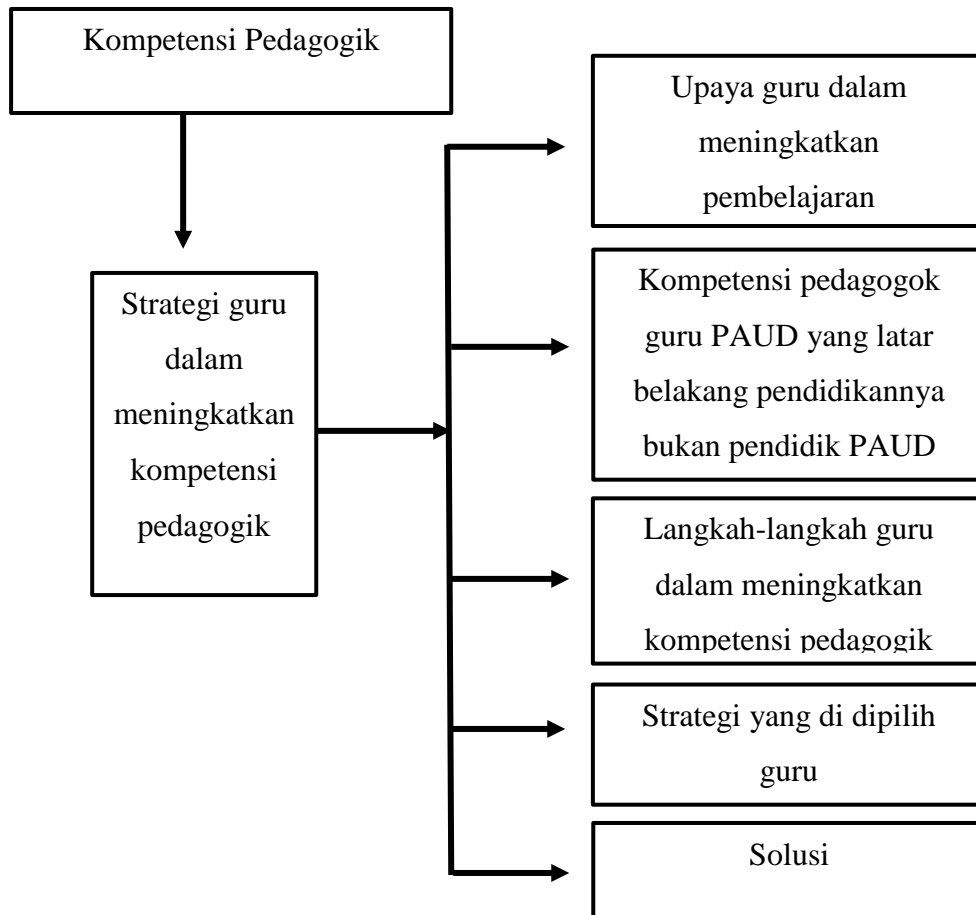 Kompetensi Pedagogik
Upaya guru dalam
meningkatkan
pembelajaran
Strategi guru
dalam
meningkatkan
kompetensi
pedagogik
Kompetensi pedagogok
guru PAUD yang latar
belakang pendidikannya
bukan pendidik PAUD
Langkah-langkah guru
dalam meningkatkan
kompetensi pedagogik
Strategi yang di dipilih
guru
Solusi